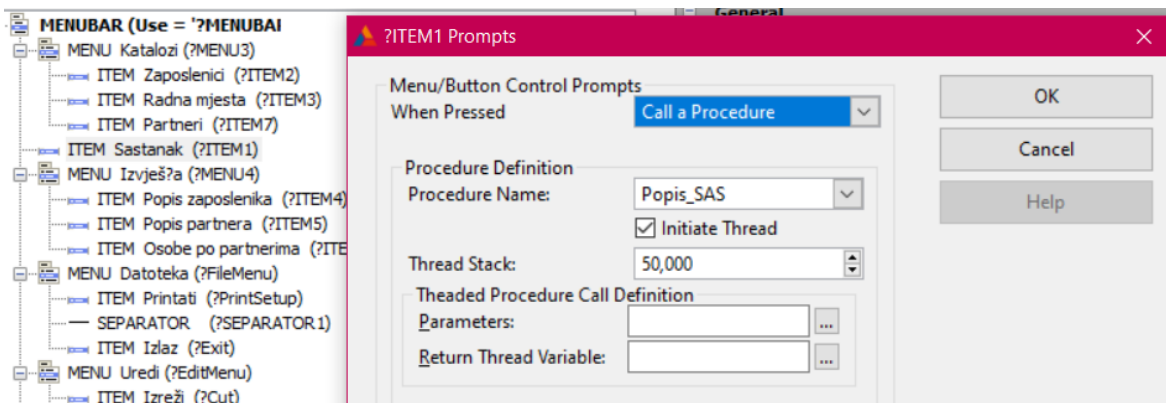 General
MENUBAR (Use = '?MENUBAI
MENU Katalozi (?MENU3)
ITEM Zaposlenici (?ITEM2)
ITEM Radna mjesta (?ITEM3)
ITEM Partneri (?ITEM7)
ITEM Sastanak (?ITEM1)
MENU Izvješ?a (?MENU4)
ITEM Popis zaposlenika (?ITEM4)
ITEM Popis partnera (?ITEM5)
ITEM Osobe po partnerima (?ITE
MENU Datoteka (?FileMenu)
ITEM Printati (?PrintSetup)
SEPARATOR (?SEPARATOR1)
ITEM Izlaz (?Exit)
MENU Uredi (?EditMenu)
ITEM Izreži (?Cut)
?ITEM1 Prompts
Menu/Button Control Prompts
When Pressed Call a Procedure
Procedure Definition
Procedure Name: Popis_SAS
Initiate Thread
Thread Stack: 50,000
Theaded Procedure Call Definition
Parameters: ...
Return Thread Variable: ...
OK
Cancel
Help